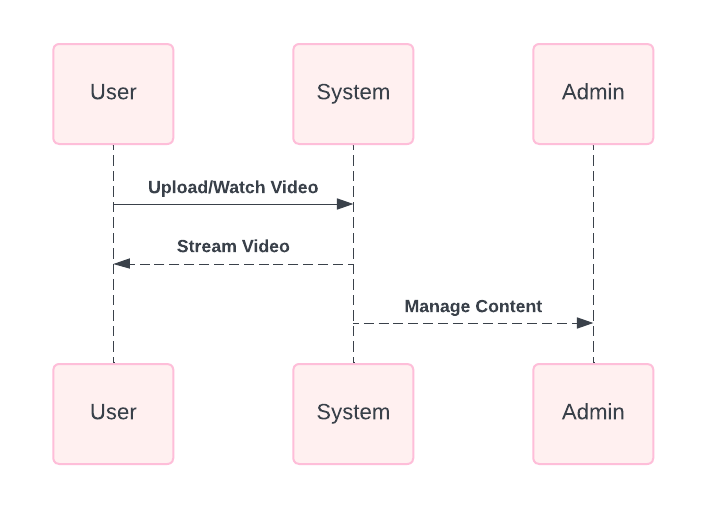 User
System
Admin
Upload/Watch Video
Stream Video
Manage Content
User
System
Admin